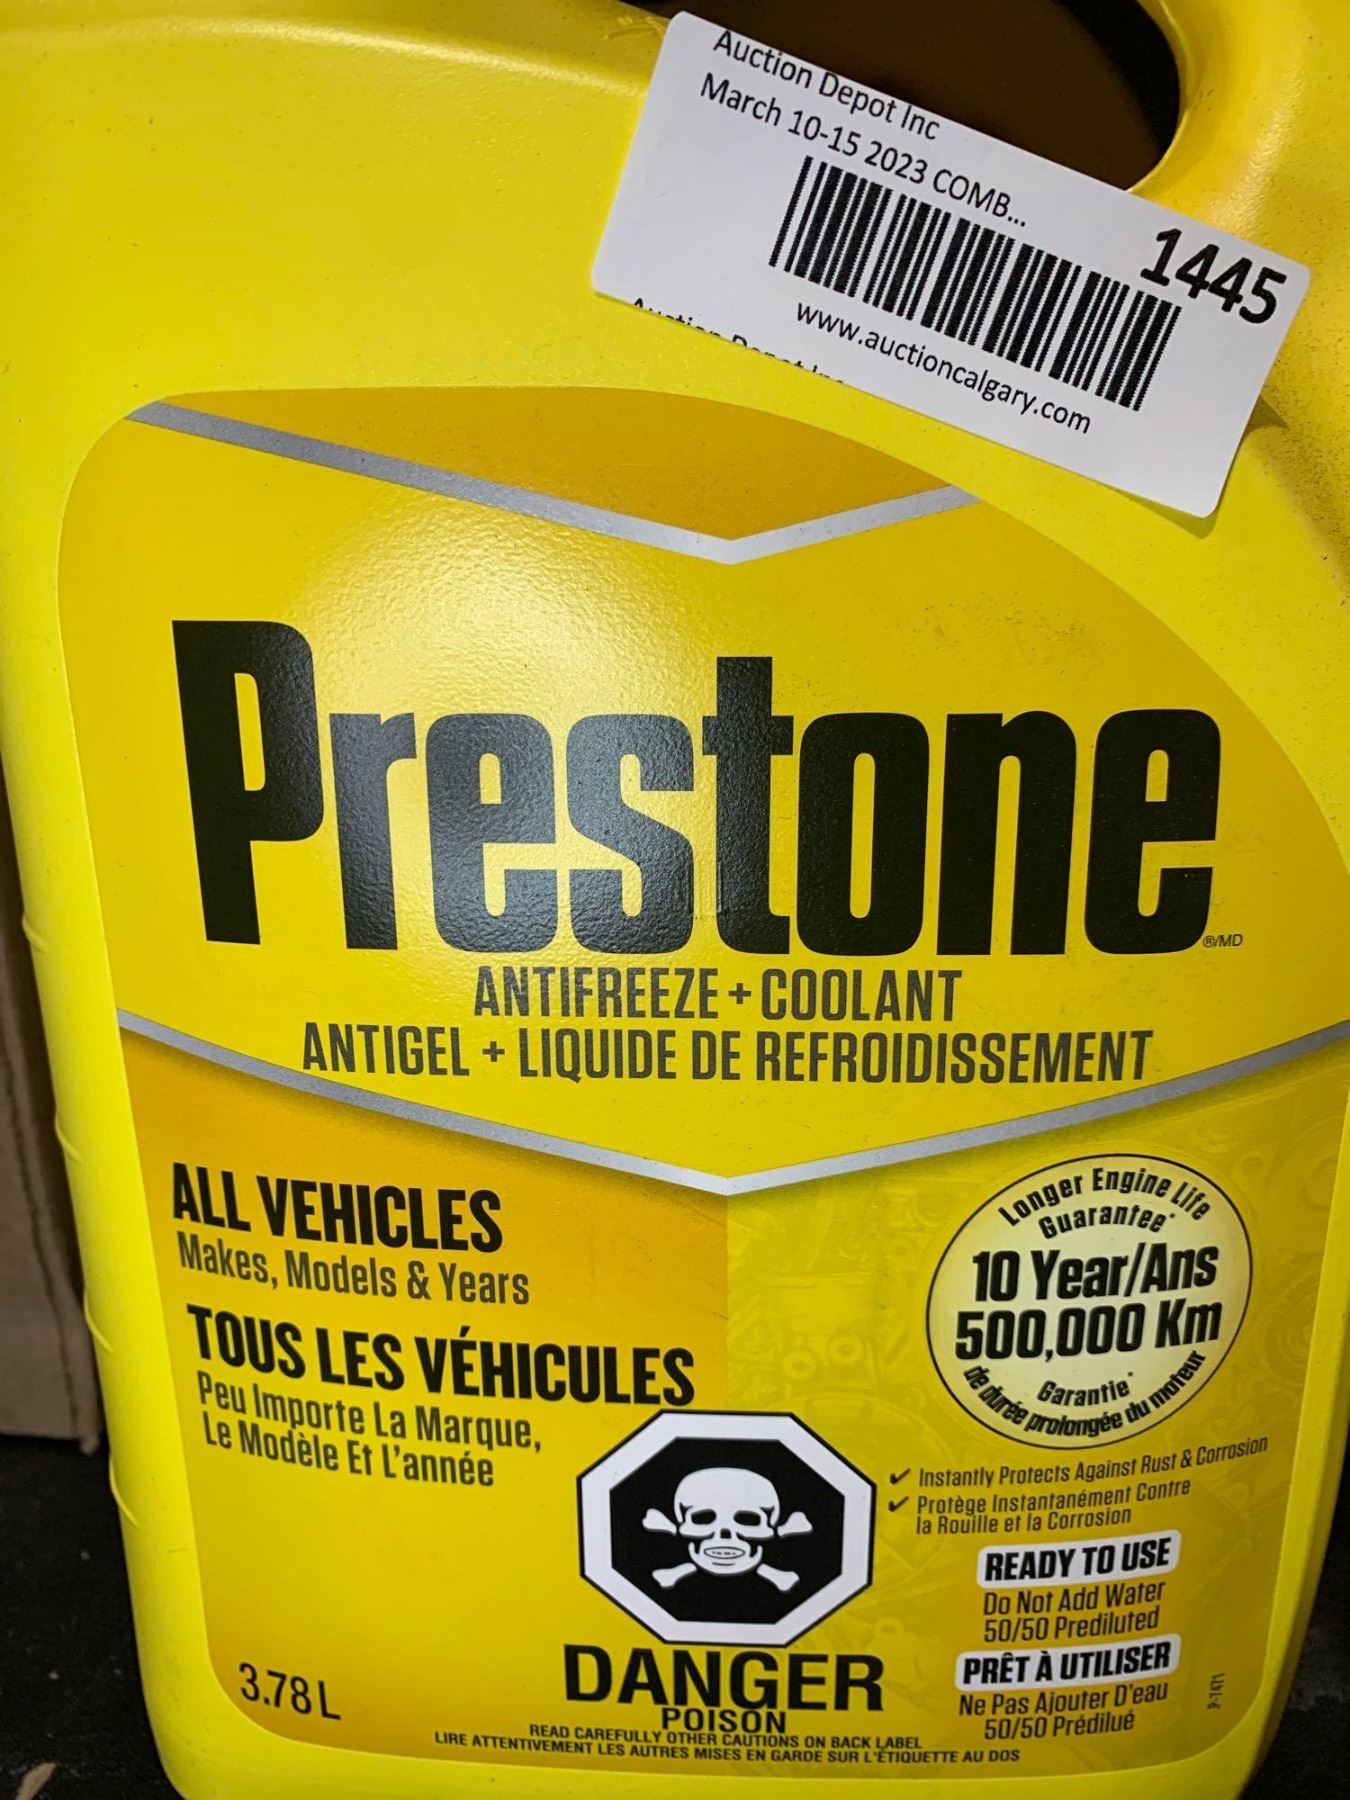 Auction Depot Inc
March 10-15 2023 COMB...
1445
www.auctioncalgary.com
Auction Depot Inc
Prestone
®/MD
ANTIFREEZE + COOLANT
ANTIGEL + LIQUIDE DE REFROIDISSEMENT
ALL VEHICLES
Makes, Models & Years
TOUS LES VÉHICULES
Peu Importe La Marque,
Le Modèle Et L'année
Longer Engine Life
Guarantee*
10 Year/Ans
500,000 Km
Garantie*
de durée prolongée du moteur
✓ Instantly Protects Against Rust & Corrosion
✓ Protège Instantanément Contre
la Rouille et la Corrosion
READY TO USE
Do Not Add Water
50/50 Prediluted
PRÊT À UTILISER
Ne Pas Ajouter D'eau
50/50 Prédilué
P-7471
3.78 L
DANGER
POISON
READ CAREFULLY OTHER CAUTIONS ON BACK LABEL
LIRE ATTENTIVEMENT LES AUTRES MISES EN GARDE SUR L'ÉTIQUETTE AU DOS